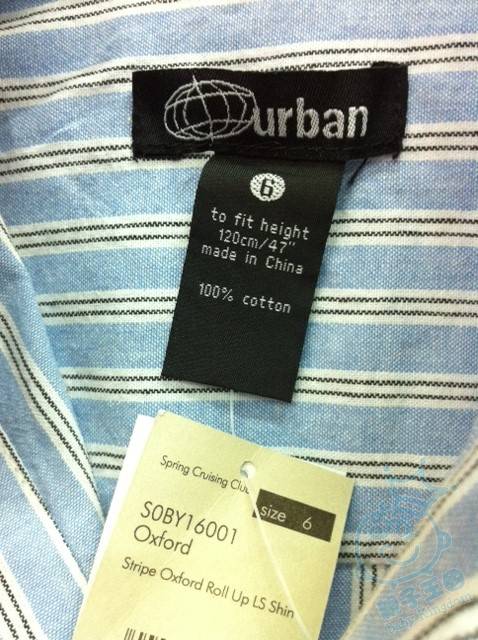 urban
6
to fit height
120cm/47"
made in China
100% cotton
Spring Cruising Club
size 6
S0BY16001
Oxford
Stripe Oxford Roll Up LS Shirt